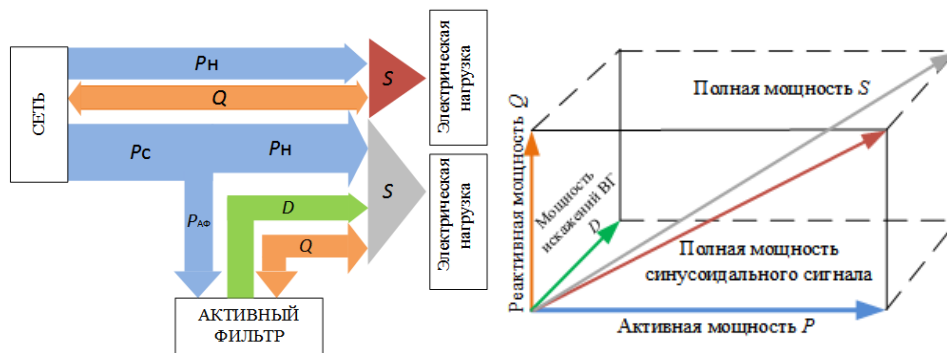 СЕТЬ
Pн
Q
S
Электрическая
нагрузка
Pс
Pн
PАФ
D
Q
S
Электрическая
нагрузка
АКТИВНЫЙ
ФИЛЬТР
Реактивная мощность Q
Мощность
искажений ВГ
D
Полная мощность S
Полная мощность
синусоидального сигнала
Активная мощность P